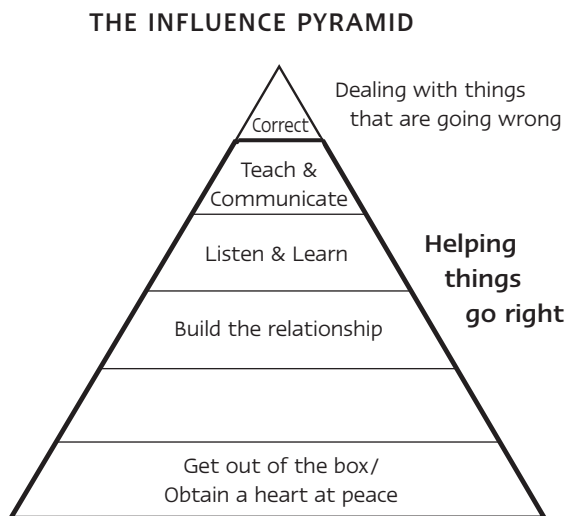 THE INFLUENCE PYRAMID
Dealing with things
that are going wrong
Correct
Teach &
Communicate
Listen & Learn
Helping
things
go right
Build the relationship
Get out of the box/
Obtain a heart at peace